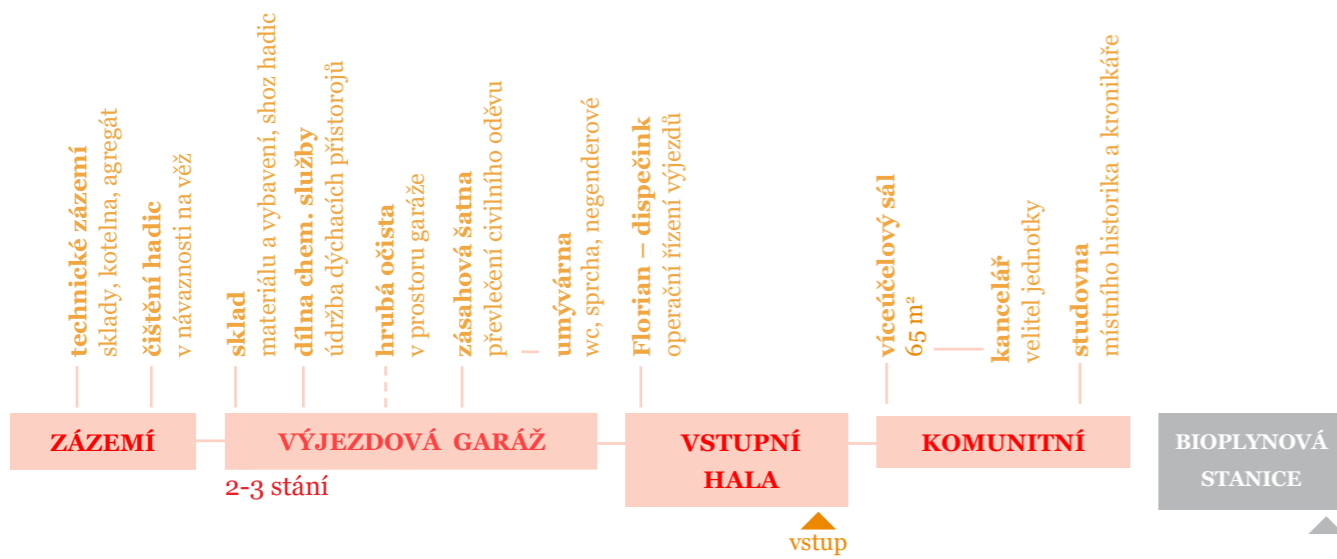 technické zázemí
sklady, kotelna, agregát
čištění hadic
v návaznosti na věž
sklad
materiálu a vybavení, shoz hadic
dílna chem. služby
údržba dýchacích přístorojů
hrubá očista
v prostoru garáže
zásahová šatna
převlečení civilního oděvu
umývárna
wc, sprcha, negenderové
Florian – dispečink
operační řízení výjezdů
víceúčelový sál
65 m²
kancelář
velitel jednotky
studovna
místního historika a kronikáře
ZÁZEMÍ
VÝJEZDOVÁ GARÁŽ
2-3 stání
VSTUPNÍ
HALA
vstup
KOMUNITNÍ
BIOPLYNOVÁ
STANICE